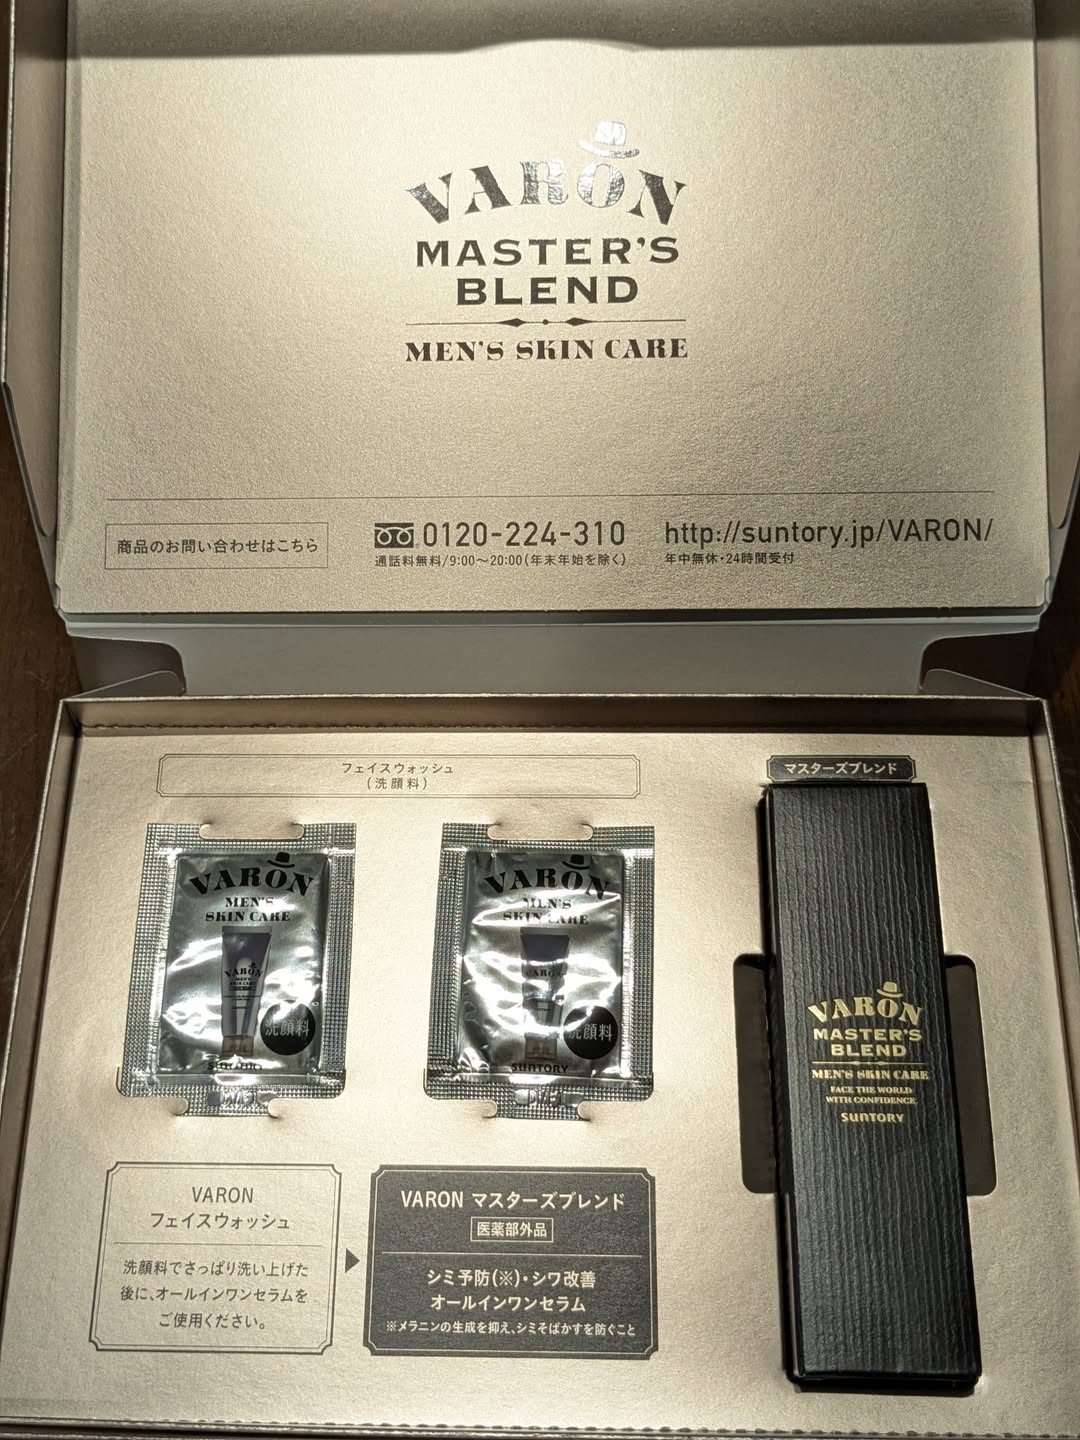 VARON
MASTER'S
BLEND
MEN'S SKIN CARE
商品のお問い合わせはこちら
0120-224-310
通話料無料/9:00〜20:00(年末年始を除く)
http://suntory.jp/VARON/
年中無休・24時間受付
フェイスウォッシュ
(洗顔料)
マスターズブレンド
VARON
MEN'S
SKIN CARE
VARON
洗顔料
SUNTORY
VARON
MEN'S
SKIN CARE
VARON
洗顔料
SUNTORY
VARON
MASTER'S
BLEND
MEN'S SKIN CARE
FACE THE WORLD
WITH CONFIDENCE
SUNTORY
VARON
フェイスウォッシュ
洗顔料でさっぱり洗い上げた
後に、オールインワンセラムを
ご使用ください。
VARON マスターズブレンド
医薬部外品
シミ予防(※)・シワ改善
オールインワンセラム
※メラニンの生成を抑え、シミそばかすを防ぐこと